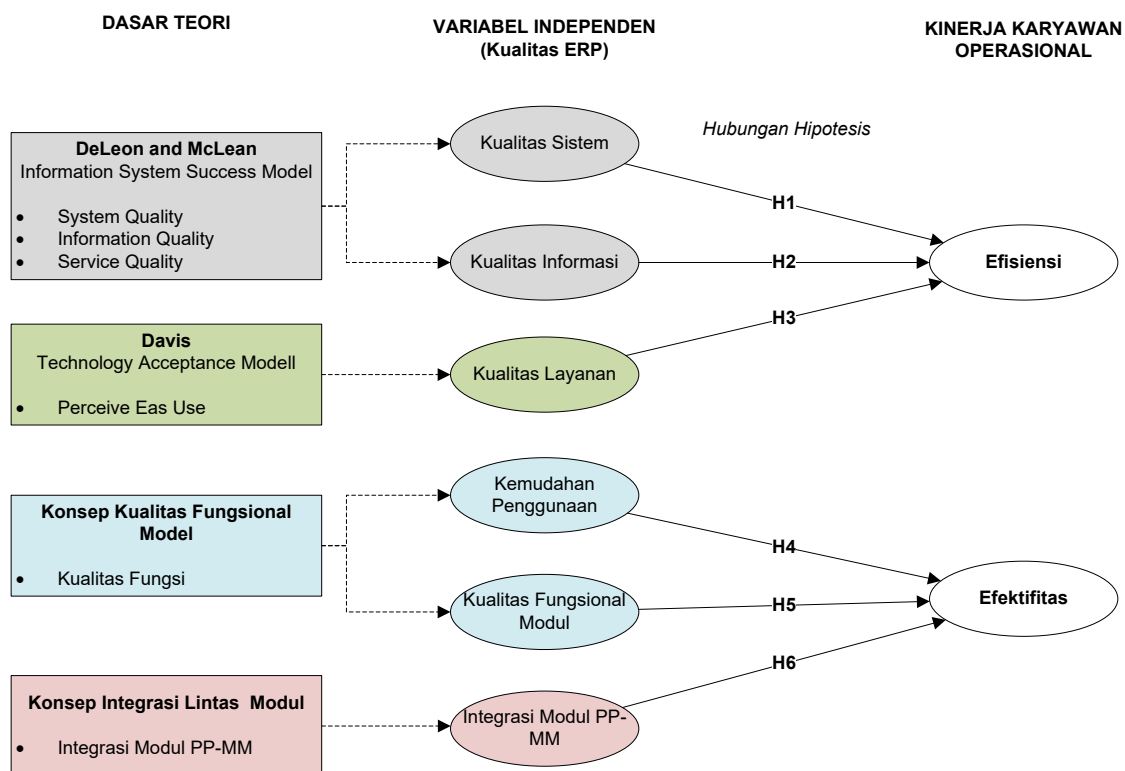 DASAR TEORI
VARIABEL INDEPENDEN
(Kualitas ERP)
KINERJA KARYAWAN
OPERASIONAL
DeLeon and McLean
Information System Success Model
• System Quality
• Information Quality
• Service Quality
Davis
Technology Acceptance Modell
• Perceive Eas Use
Konsep Kualitas Fungsional
Model
• Kualitas Fungsi
Konsep Integrasi Lintas Modul
• Integrasi Modul PP-MM
Kualitas Sistem
Kualitas Informasi
Kualitas Layanan
Kemudahan
Penggunaan
Kualitas Fungsional
Modul
Integrasi Modul PP-
MM
Hubungan Hipotesis
H1
H2
H3
H4
H5
H6
Efisiensi
Efektifitas